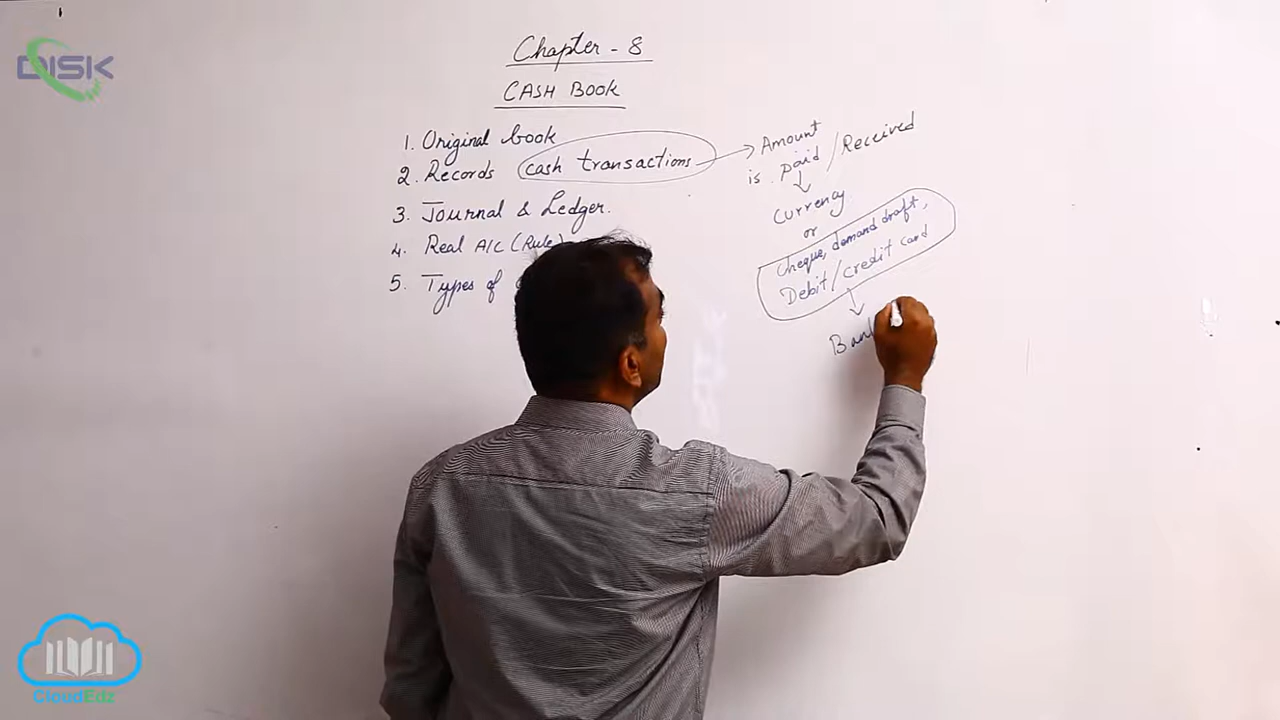 DISK
Chapter - 8
CASH BOOK
1. Original book
2. Records cash transactions
3. Journal & Ledger.
4. Real A/C (Rule)
5. Types of
Amount
is paid / Received
Currency
or
Cheque, demand draft,
Debit / credit card
Ban
CloudEdz